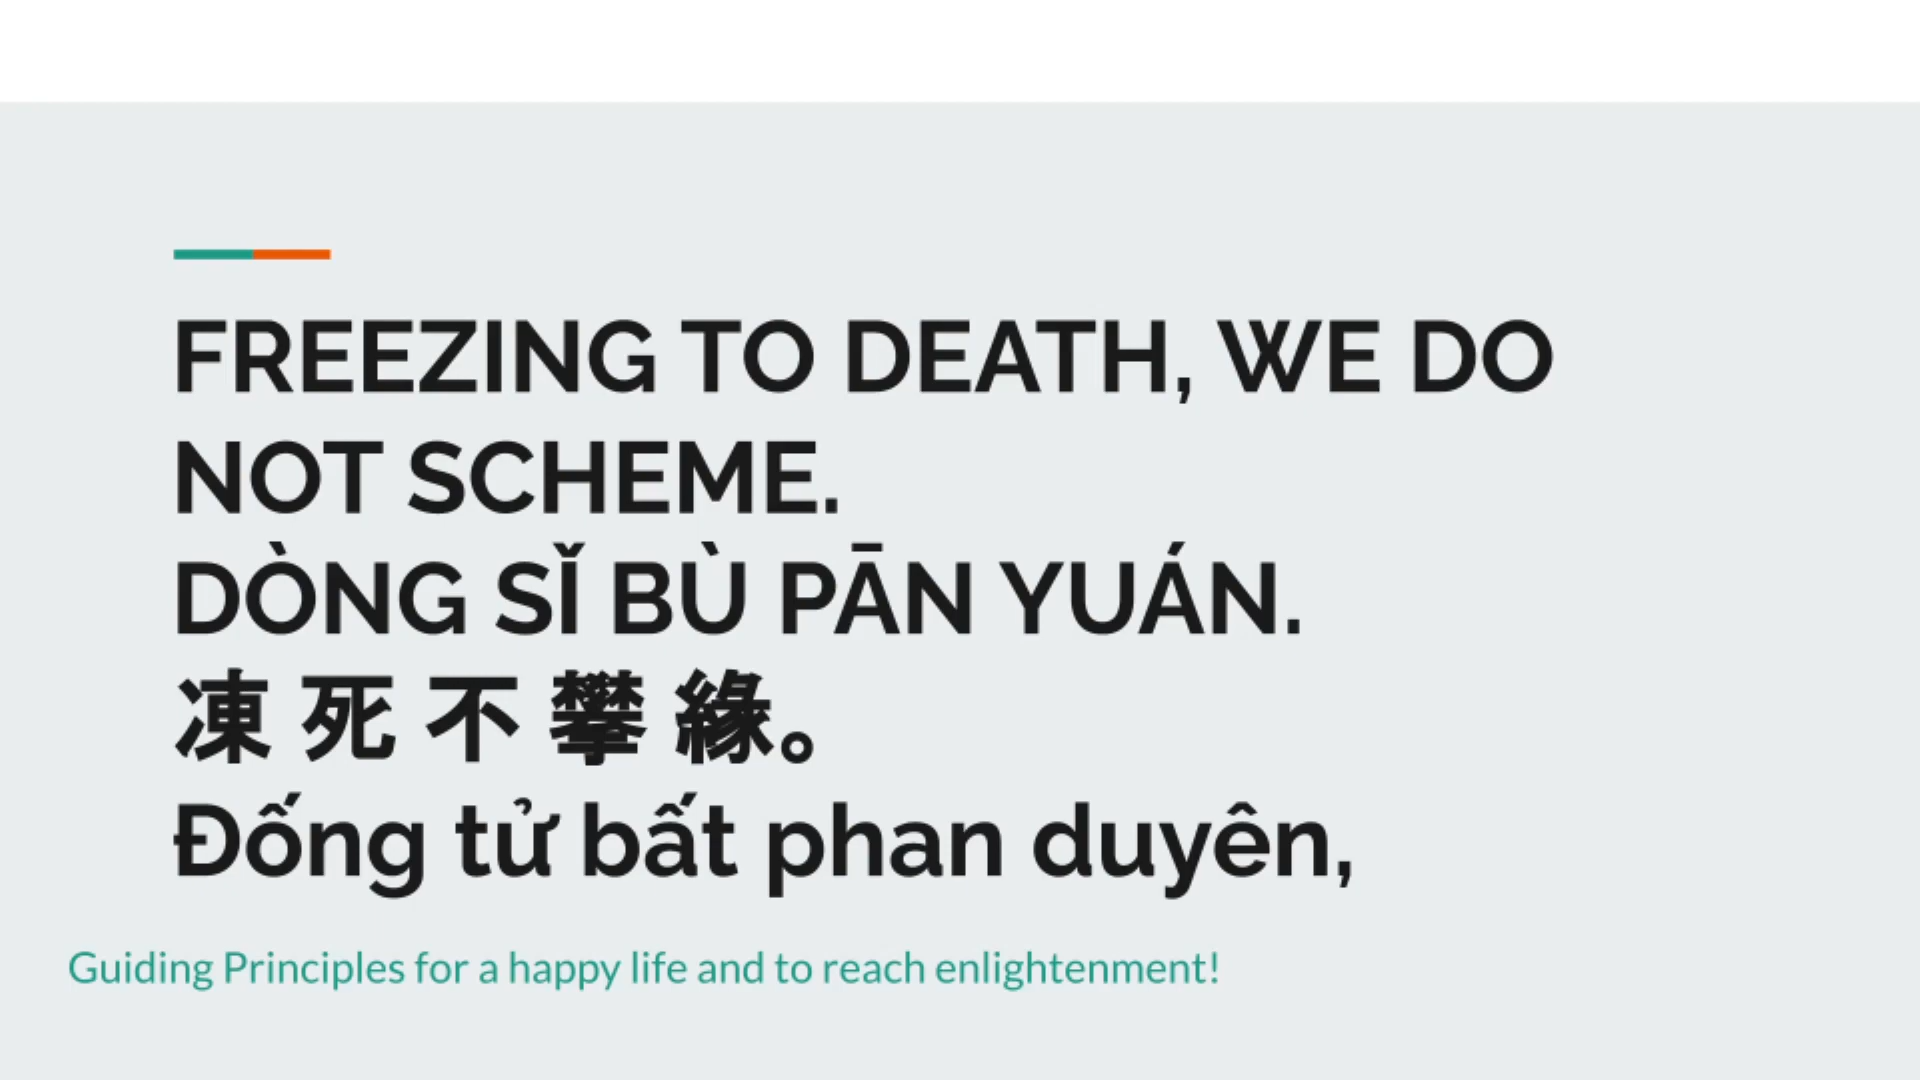 FREEZING TO DEATH, WE DO
NOT SCHEME.
DÒNG SǏ BÙ PĀN YUÁN.
凍 死 不 攀 緣。
Đống tử bất phan duyên,
Guiding Principles for a happy life and to reach enlightenment!